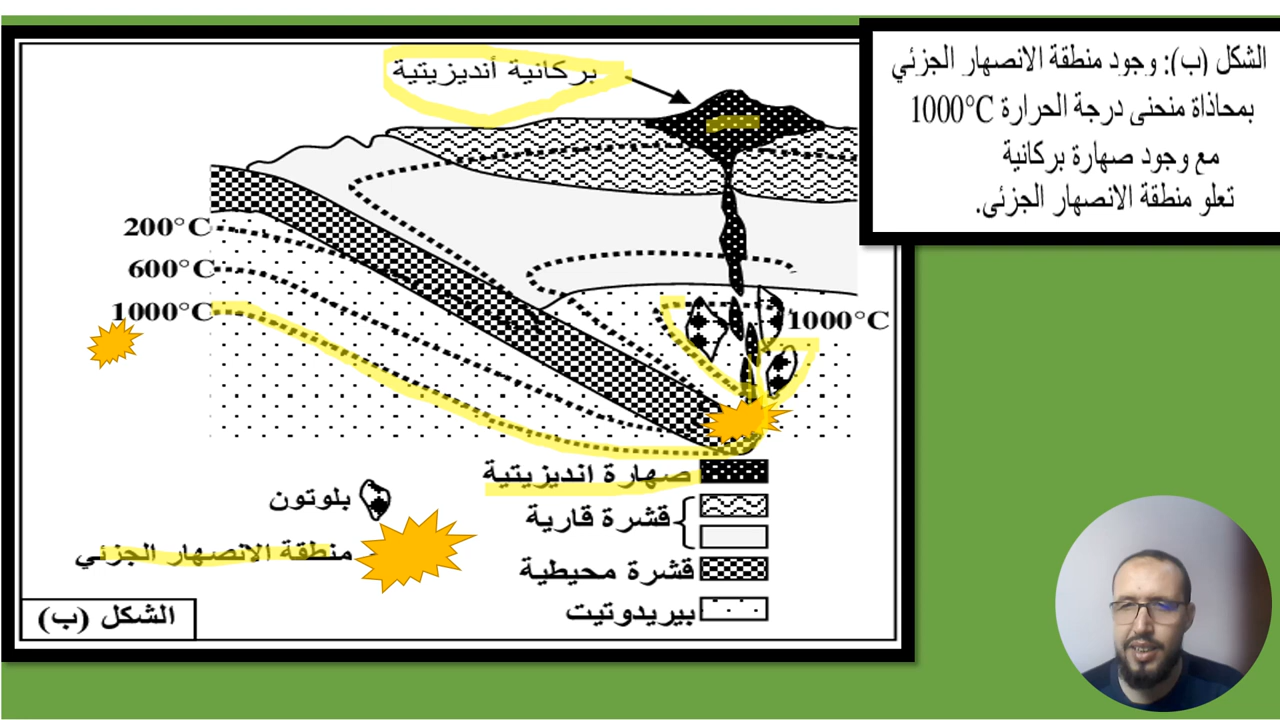 الشكل (ب): وجود منطقة الانصهار الجزئي
بمحاذاة منحنى درجة الحرارة 1000°C
مع وجود صهارة بركانية
تعلو منطقة الانصهار الجزئى.
بركانية أنديزيتية
200°C
600°C
1000°C
1000°C
صهارة انديزيتية
قشرة قارية
قشرة محيطية
بيريدوتيت
بلوتون
منطقة الانصهار الجزئي
الشكل (ب)